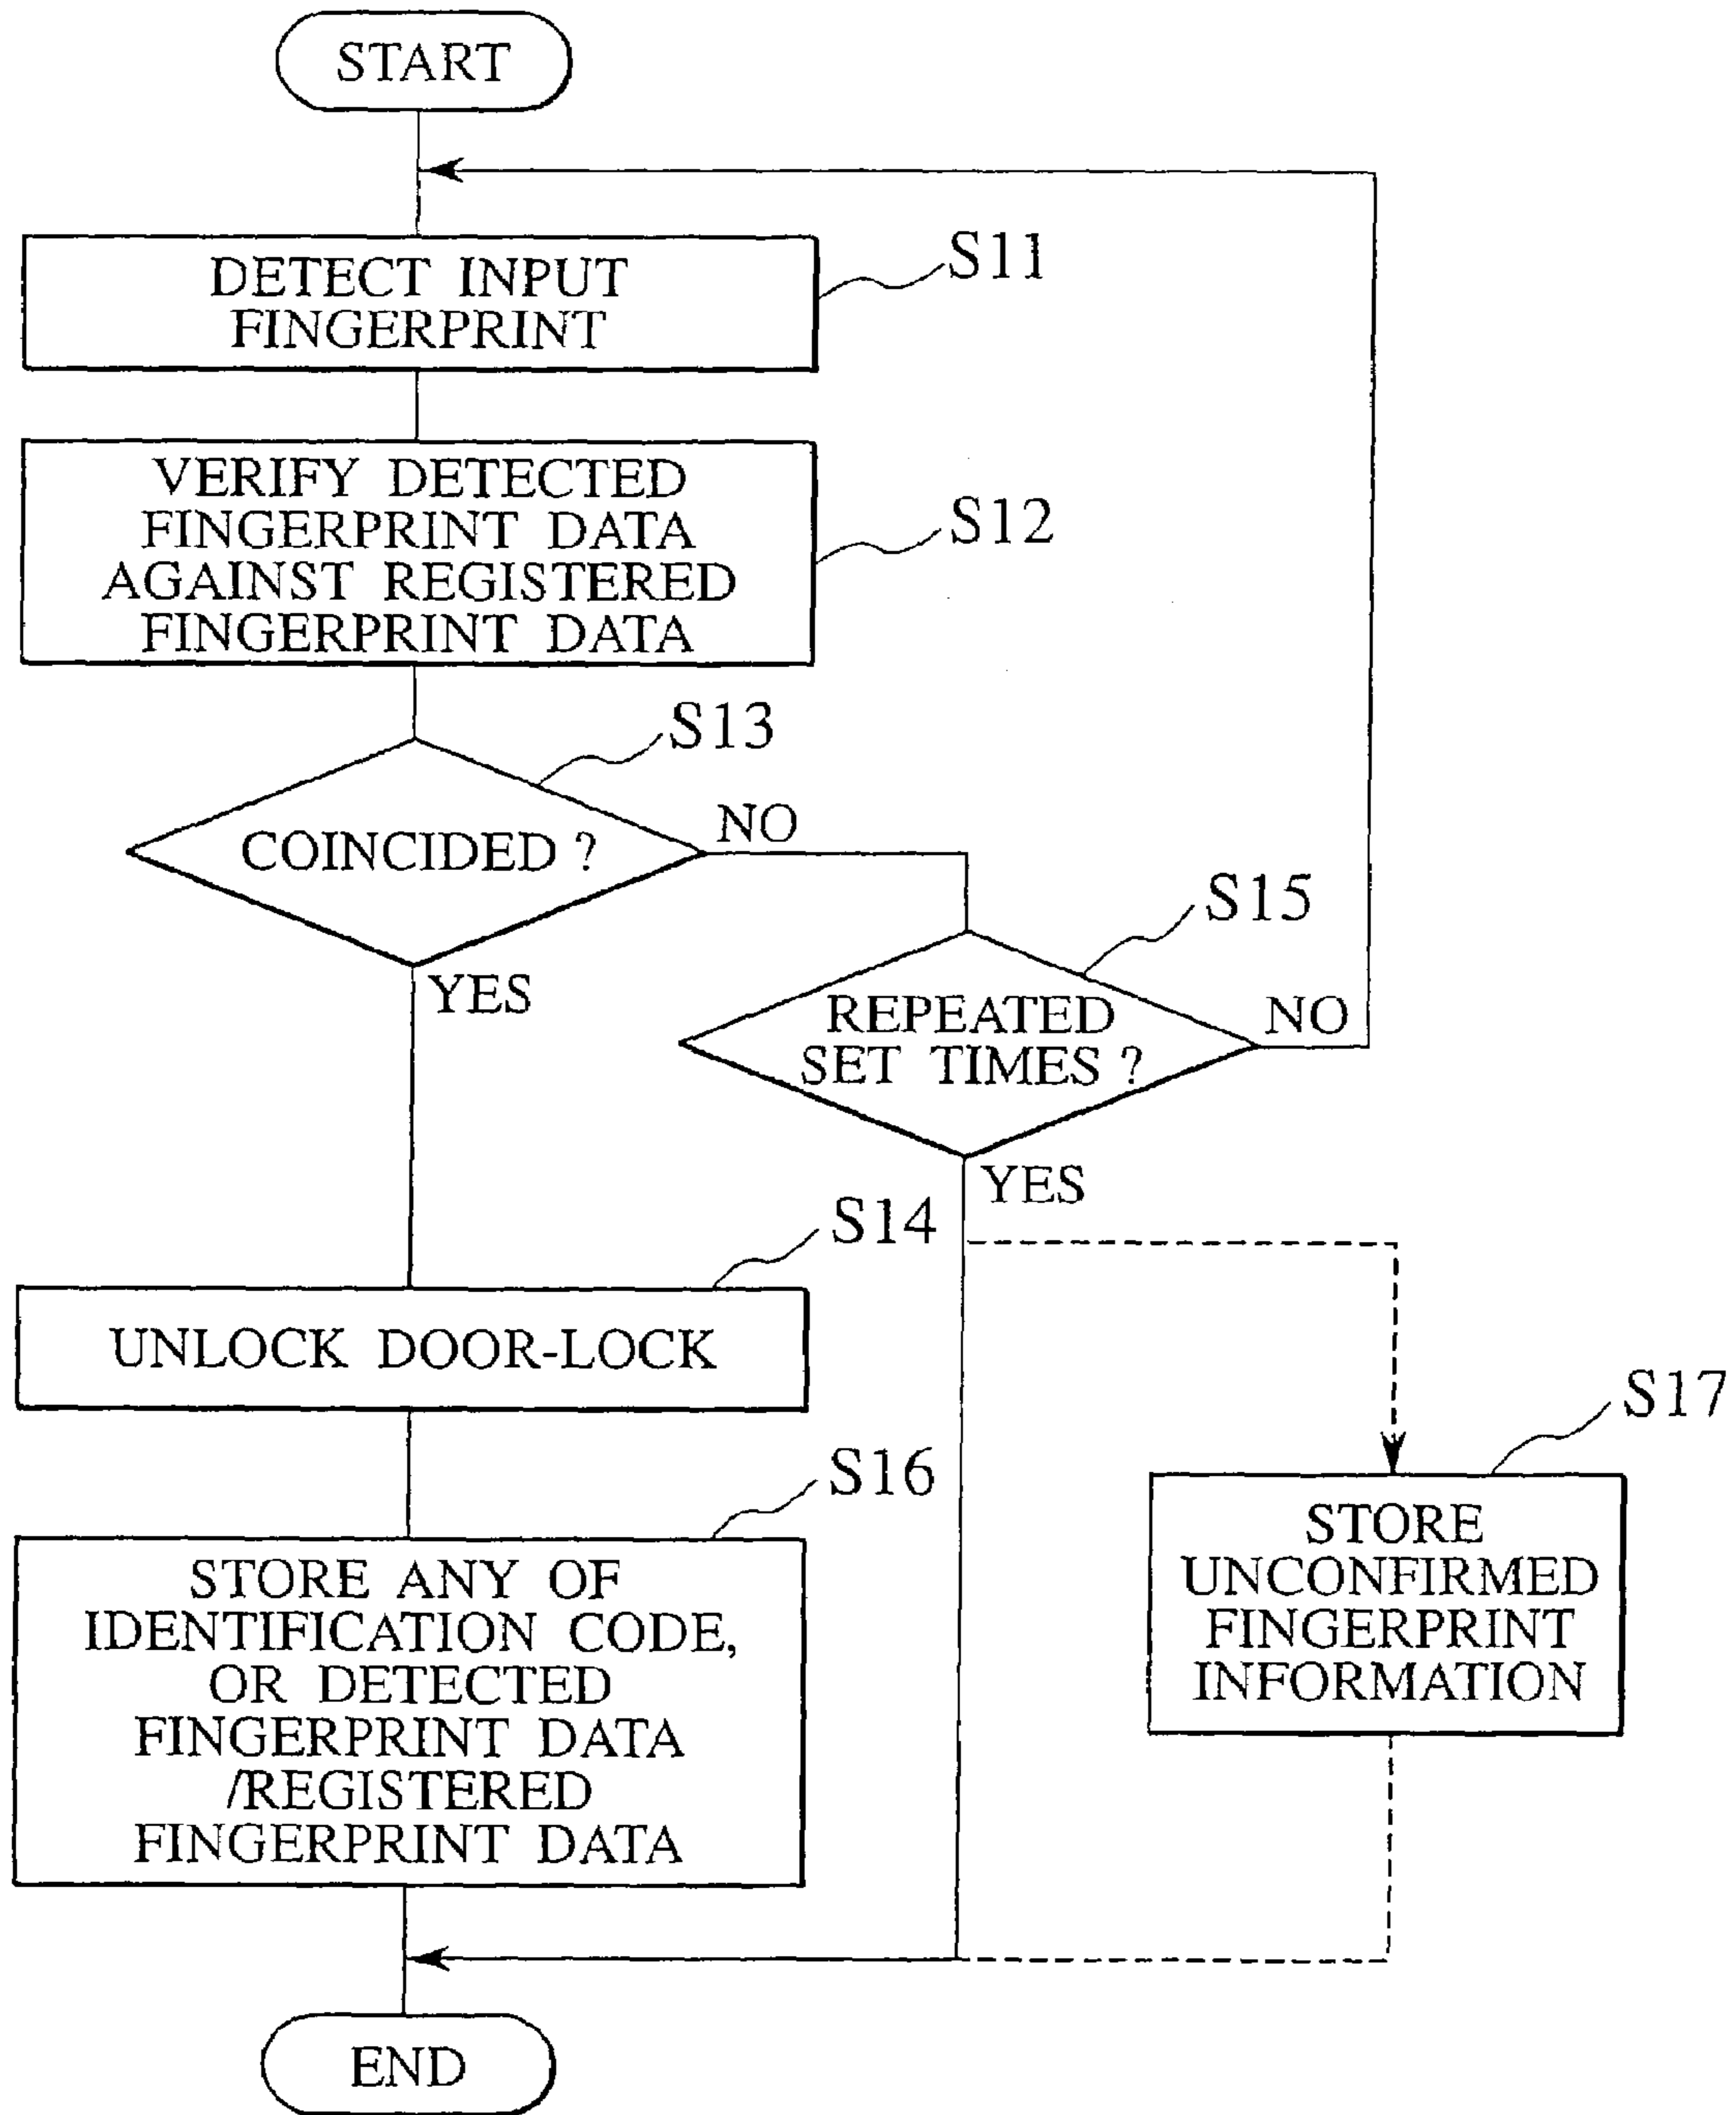 START
DETECT INPUT
FINGERPRINT
S11
VERIFY DETECTED
FINGERPRINT DATA
AGAINST REGISTERED
FINGERPRINT DATA
S12
S13
COINCIDED ?
NO
YES
S15
REPEATED
SET TIMES ?
NO
YES
S14
UNLOCK DOOR-LOCK
S16
STORE ANY OF
IDENTIFICATION CODE,
OR DETECTED
FINGERPRINT DATA
/REGISTERED
FINGERPRINT DATA
S17
STORE
UNCONFIRMED
FINGERPRINT
INFORMATION
END